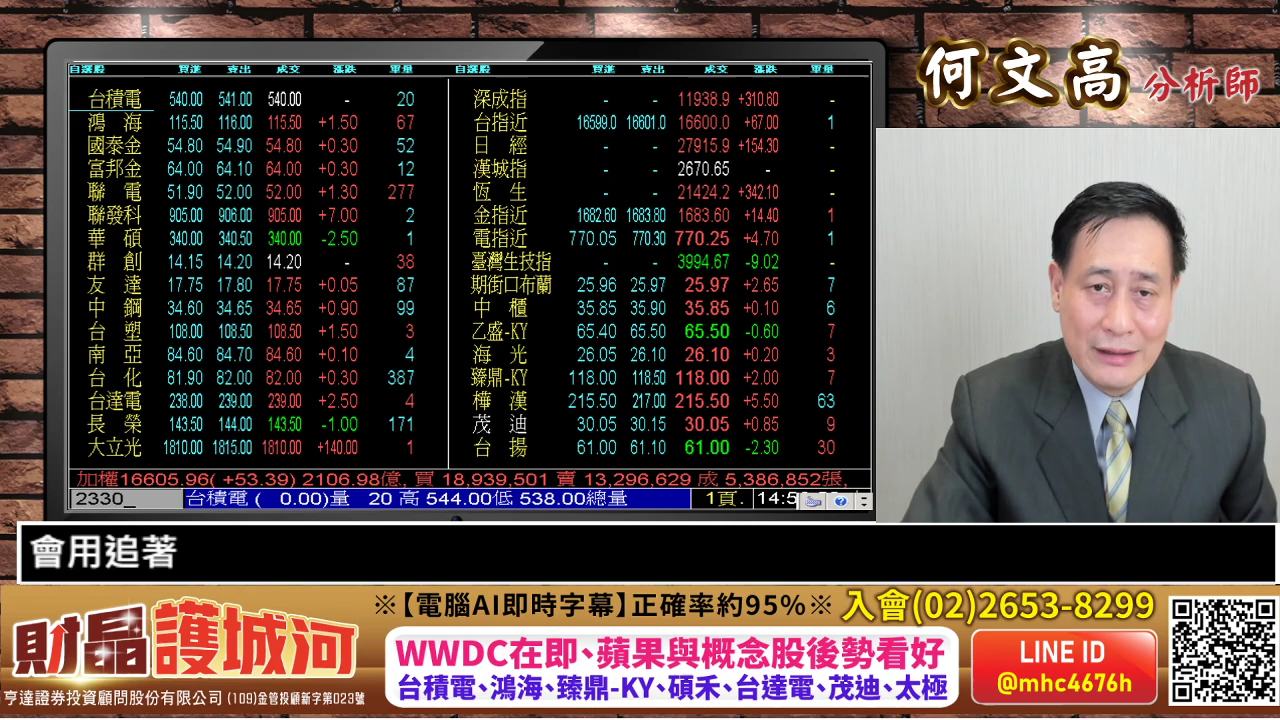 何文高 分析師
自選股 買進 賣出 成交 漲跌 單量 自選股 買進 賣出 成交 漲跌 單量
台積電 540.00 541.00 540.00 - 20 深成指 - - 11938.9 +310.60 -
鴻海 115.50 116.00 115.50 +1.50 67 台指近 16599.0 16601.0 16600.0 +67.00 1
國泰金 54.80 54.90 54.80 +0.30 52 日經 - - 27915.9 +154.30 -
富邦金 64.00 64.10 64.00 +0.30 12 漢城指 - - 2670.65 - -
聯電 51.90 52.00 52.00 +1.30 277 恆生 - - 21424.2 +342.10 -
聯發科 905.00 906.00 905.00 +7.00 2 金指近 1682.60 1683.80 1683.60 +14.40 1
華碩 340.00 340.50 340.00 -2.50 1 電指近 770.05 770.30 770.25 +4.70 1
群創 14.15 14.20 14.20 - 38 臺灣生技指 - - 3994.67 -9.02 -
友達 17.75 17.80 17.75 +0.05 87 期街口布蘭 25.96 25.97 25.97 +2.65 7
中鋼 34.60 34.65 34.65 +0.90 99 中櫃 35.85 35.90 35.85 +0.10 6
台塑 108.00 108.50 108.50 +1.50 3 乙盛-KY 65.40 65.50 65.50 -0.60 7
南亞 84.60 84.70 84.60 +0.10 4 海光 26.05 26.10 26.10 +0.20 3
台化 81.90 82.00 82.00 +0.30 387 臻鼎-KY 118.00 118.50 118.00 +2.00 7
台達電 238.00 239.00 239.00 +2.50 4 樺漢 215.50 217.00 215.50 +5.50 63
長榮 143.50 144.00 143.50 -1.00 171 茂迪 30.05 30.15 30.05 +0.85 9
大立光 1810.00 1815.00 1810.00 +140.00 1 台揚 61.00 61.10 61.00 -2.30 30
加權16605.96( +53.39) 2106.98億, 買 18,939,501 賣 13,296,629 成 5,386,852張,
2330_ 台積電 ( 0.00)量 20 高 544.00低 538.00總量 1頁. 14:5
會用追著
財晶護城河
亨達證券投資顧問股份有限公司 (109)金管投顧新字第023號
※【電腦AI即時字幕】正確率約95%※ 入會(02)2653-8299
WWDC在即、蘋果與概念股後勢看好
台積電、鴻海、臻鼎-KY、碩禾、台達電、茂迪、太極
LINE ID
@mhc4676h